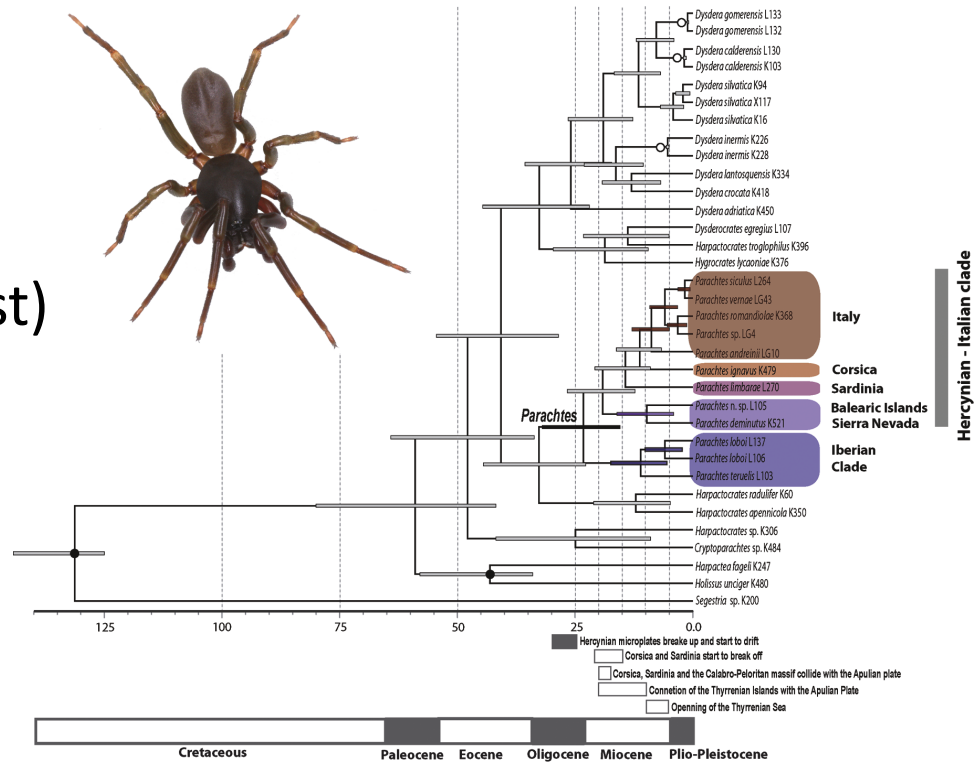 st)
Dysdera gomerensis L133
Dysdera gomerensis L132
Dysdera calderensis L130
Dysdera calderensis K103
Dysdera silvatica K94
Dysdera silvatica X117
Dysdera silvatica K16
Dysdera inermis K226
Dysdera inermis K228
Dysdera lantosquensis K334
Dysdera crocata K418
Dysdera adriatica K450
Dysderocrates egregius L107
Harpactocrates troglophilus K396
Hygrocrates lycaoniae K376
Parachtes siculus L264
Parachtes vernae LG43
Parachtes romandiolae K368
Parachtes sp. LG4
Parachtes andreinii LG10
Italy
Parachtes ignavus K479
Corsica
Parachtes limbarae L270
Sardinia
Parachtes n. sp. L105
Parachtes deminutus K521
Balearic Islands
Sierra Nevada
Parachtes
Parachtes loboi L137
Parachtes loboi L106
Parachtes teruelis L103
Iberian
Clade
Hercynian - Italian clade
Harpactocrates radulifer K60
Harpactocrates apennicola K350
Harpactocrates sp. K306
Cryptoparachtes sp. K484
Harpactea fageli K247
Holissus unciger K480
Segestria sp. K200
125 100 75 50 25 0.0
Hercynian microplates breake up and start to drift
Corsica and Sardinia start to break off
Corsica, Sardinia and the Calabro-Peloritan massif collide with the Apulian plate
Connetion of the Thyrrenian Islands with the Apulian Plate
Openning of the Thyrrenian Sea
Cretaceous Paleocene Eocene Oligocene Miocene Plio-Pleistocene